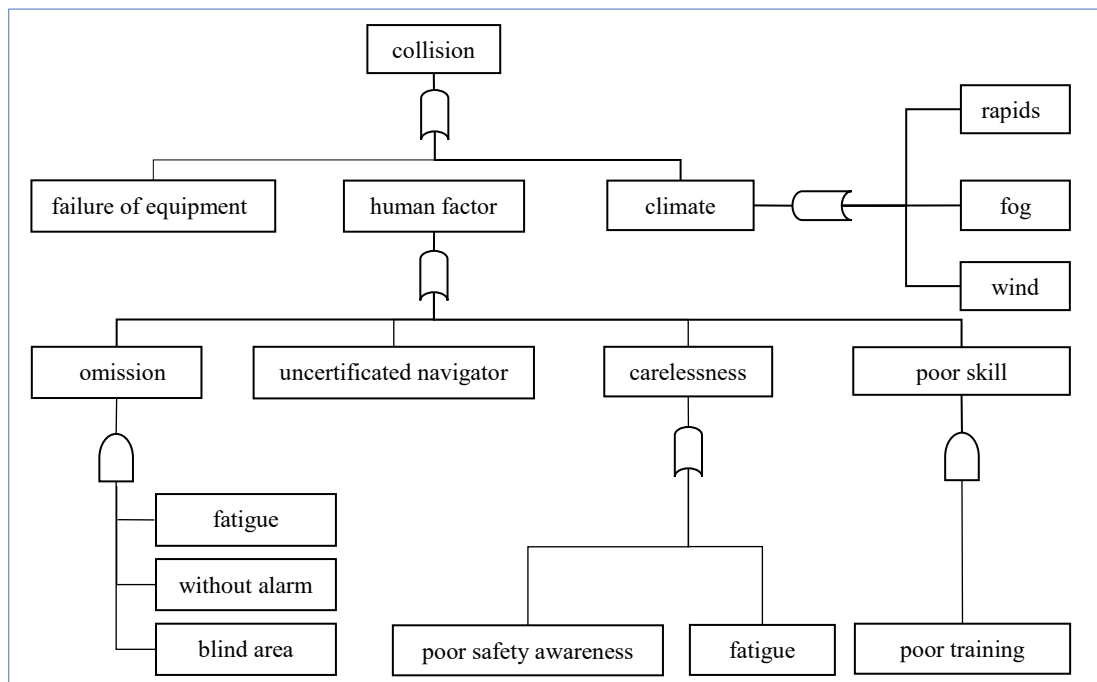 collision
rapids
failure of equipment
human factor
climate
fog
wind
omission
uncertificated navigator
carelessness
poor skill
fatigue
without alarm
blind area
poor safety awareness
fatigue
poor training